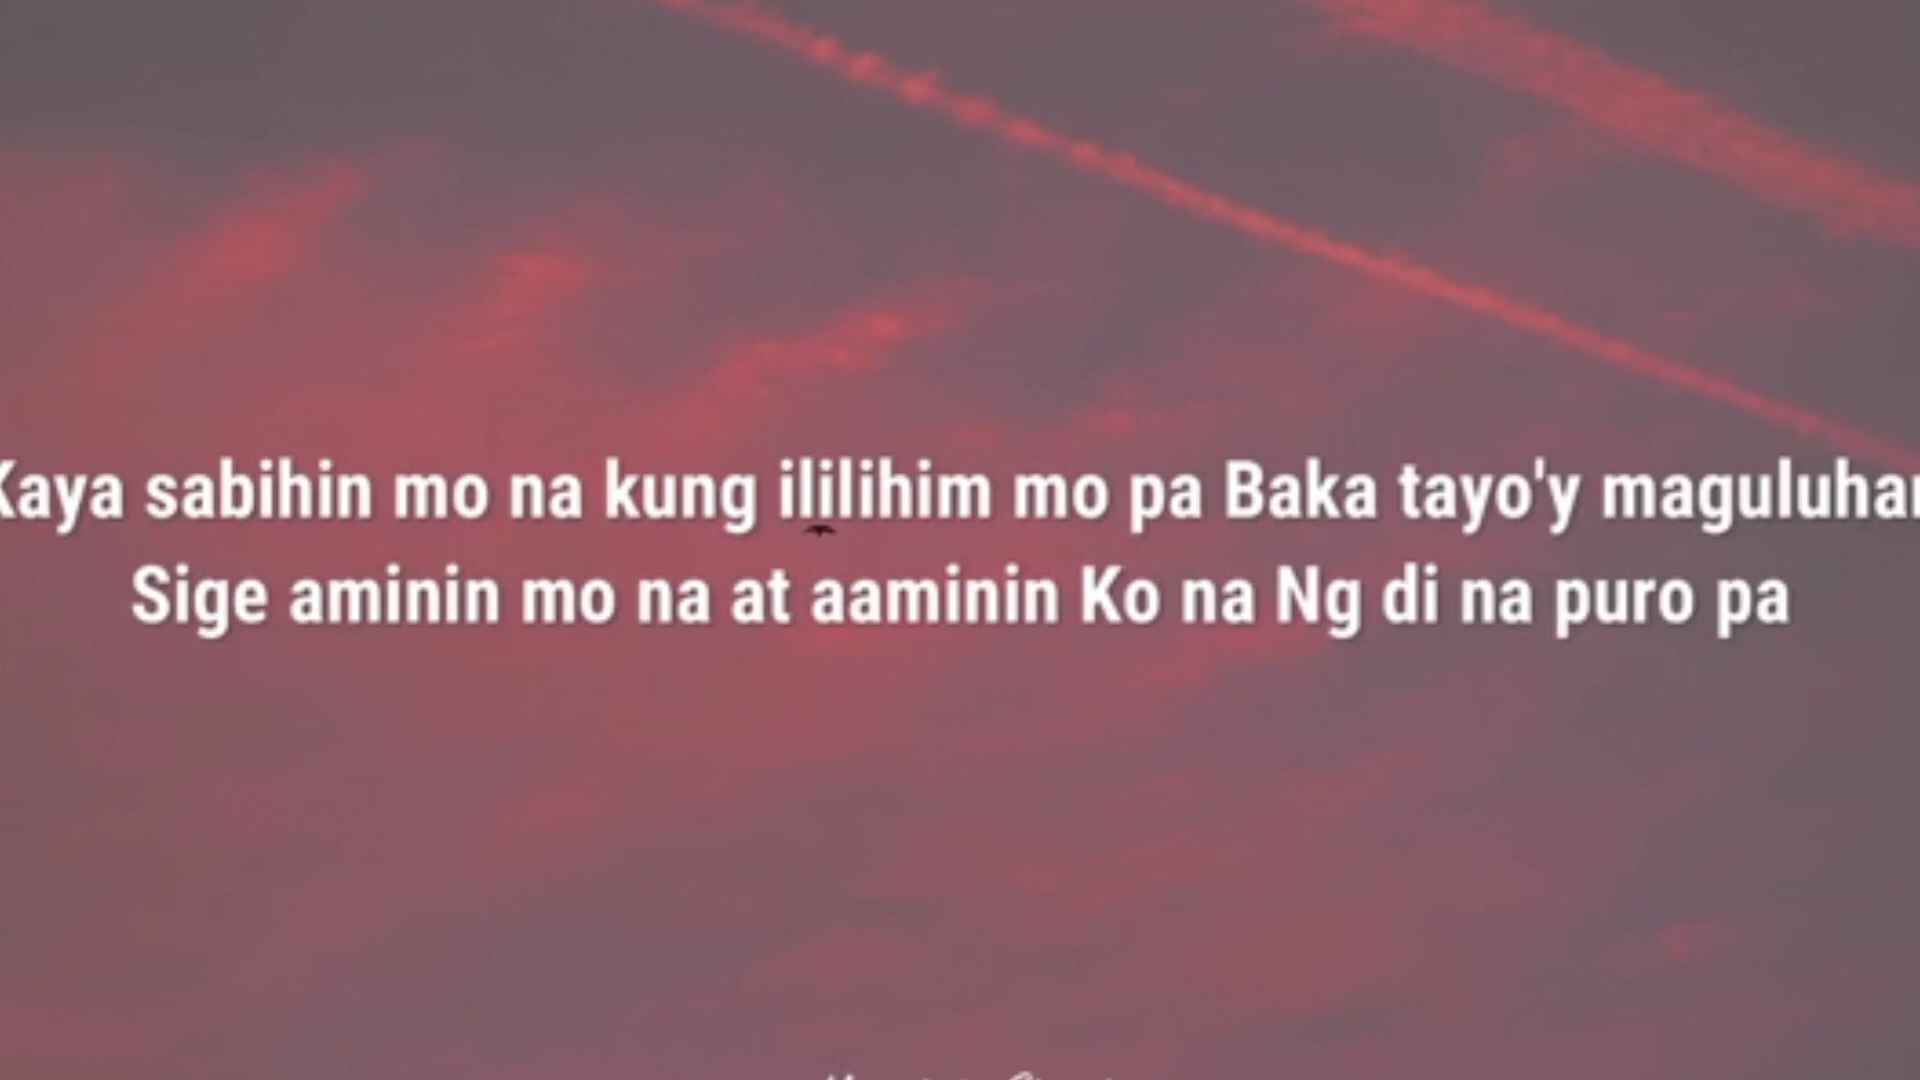 Kaya sabihin mo na kung ililihim mo pa Baka tayo'y maguluhan
Sige aminin mo na at aaminin Ko na Ng di na puro pa